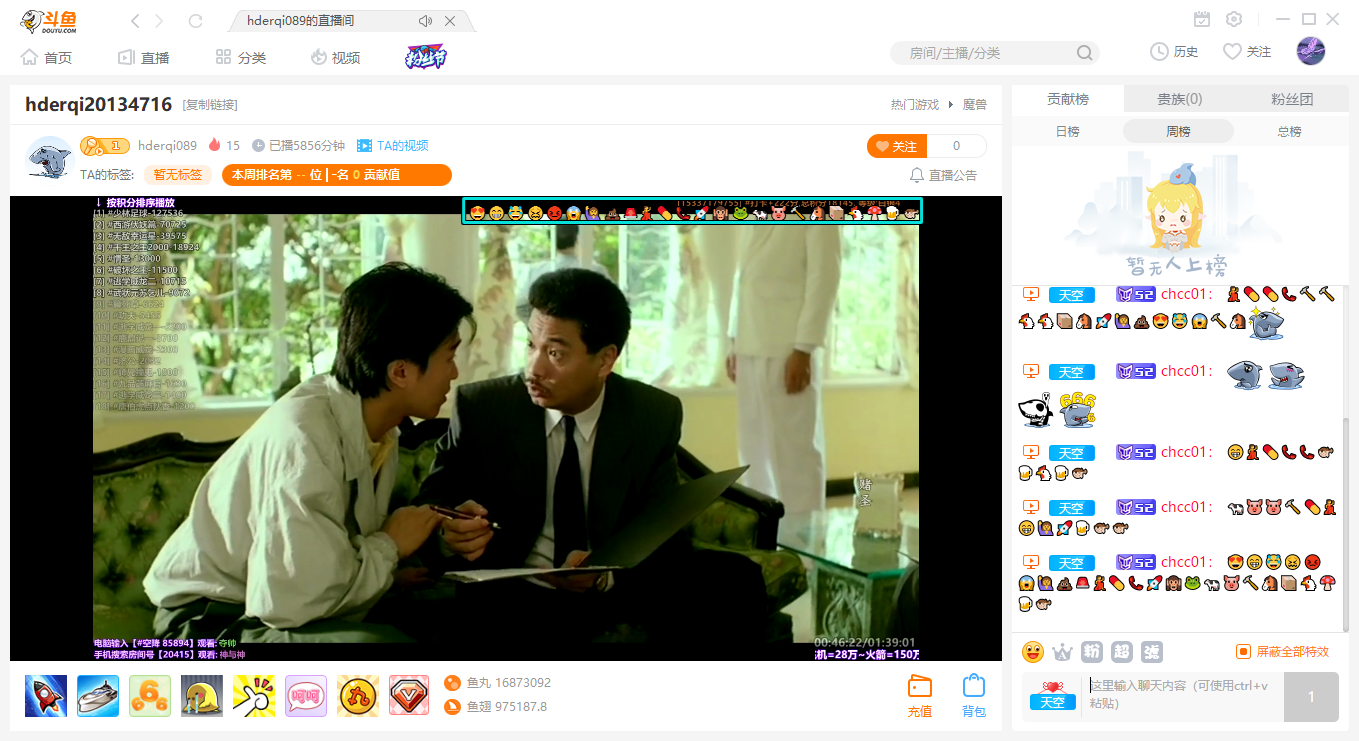 斗鱼
DOUYU.COM
hderqi089的直播间
首页
直播
分类
视频
粉丝节
房间/主播/分类
历史
关注
hderqi20134716 [复制链接]
热门游戏
魔兽
1 hderqi089 15 已播5856分钟 TA的视频
关注 0
TA的标签: 暂无标签 本周排名第 -- 位 | -名 0 贡献值
直播公告
↓ 按积分排序播放
[1] #少林足球-127536
[2] #西游伏妖篇-70725
[3] #无敌幸运星-39575
[4] #千王之王2000-18924
[5] #情圣-13000
[6] #破坏之王-11500
[7] #逃学威龙二-10715
[8] #武状元苏乞儿-9072
赌
圣
电脑输入【#空降 85894】观看: 夺帅
手机搜索房间号【20415】观看: 神与神
00:46:22/01:39:01
机=28万~火箭=150万
鱼丸 16873092
鱼翅 975187.8
充值
背包
贡献榜
贵族(0)
粉丝团
日榜
周榜
总榜
暂无人上榜
天空 52 chcc01:
天空 52 chcc01:
666
天空 52 chcc01:
天空 52 chcc01:
天空 52 chcc01:
粉
超
屏蔽全部特效
天空
这里输入聊天内容（可使用ctrl+v
粘贴）
1